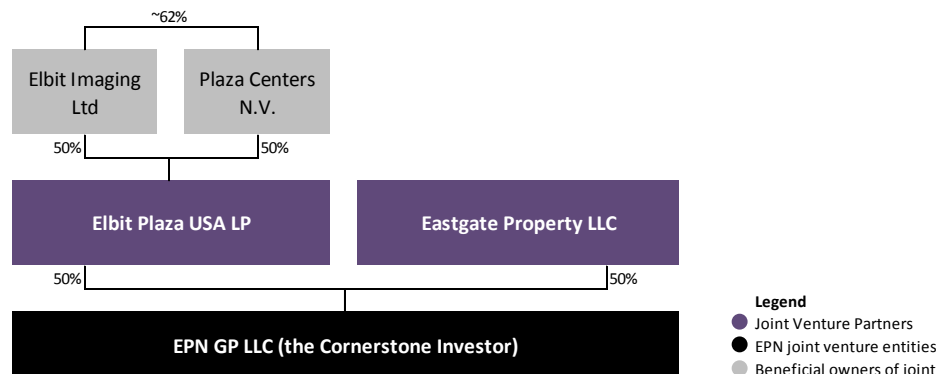 ~62%
Elbit Imaging
Ltd
Plaza Centers
N.V.
50%
50%
Elbit Plaza USA LP
Eastgate Property LLC
50%
50%
EPN GP LLC (the Cornerstone Investor)
Legend
Joint Venture Partners
EPN joint venture entities
Beneficial owners of joint